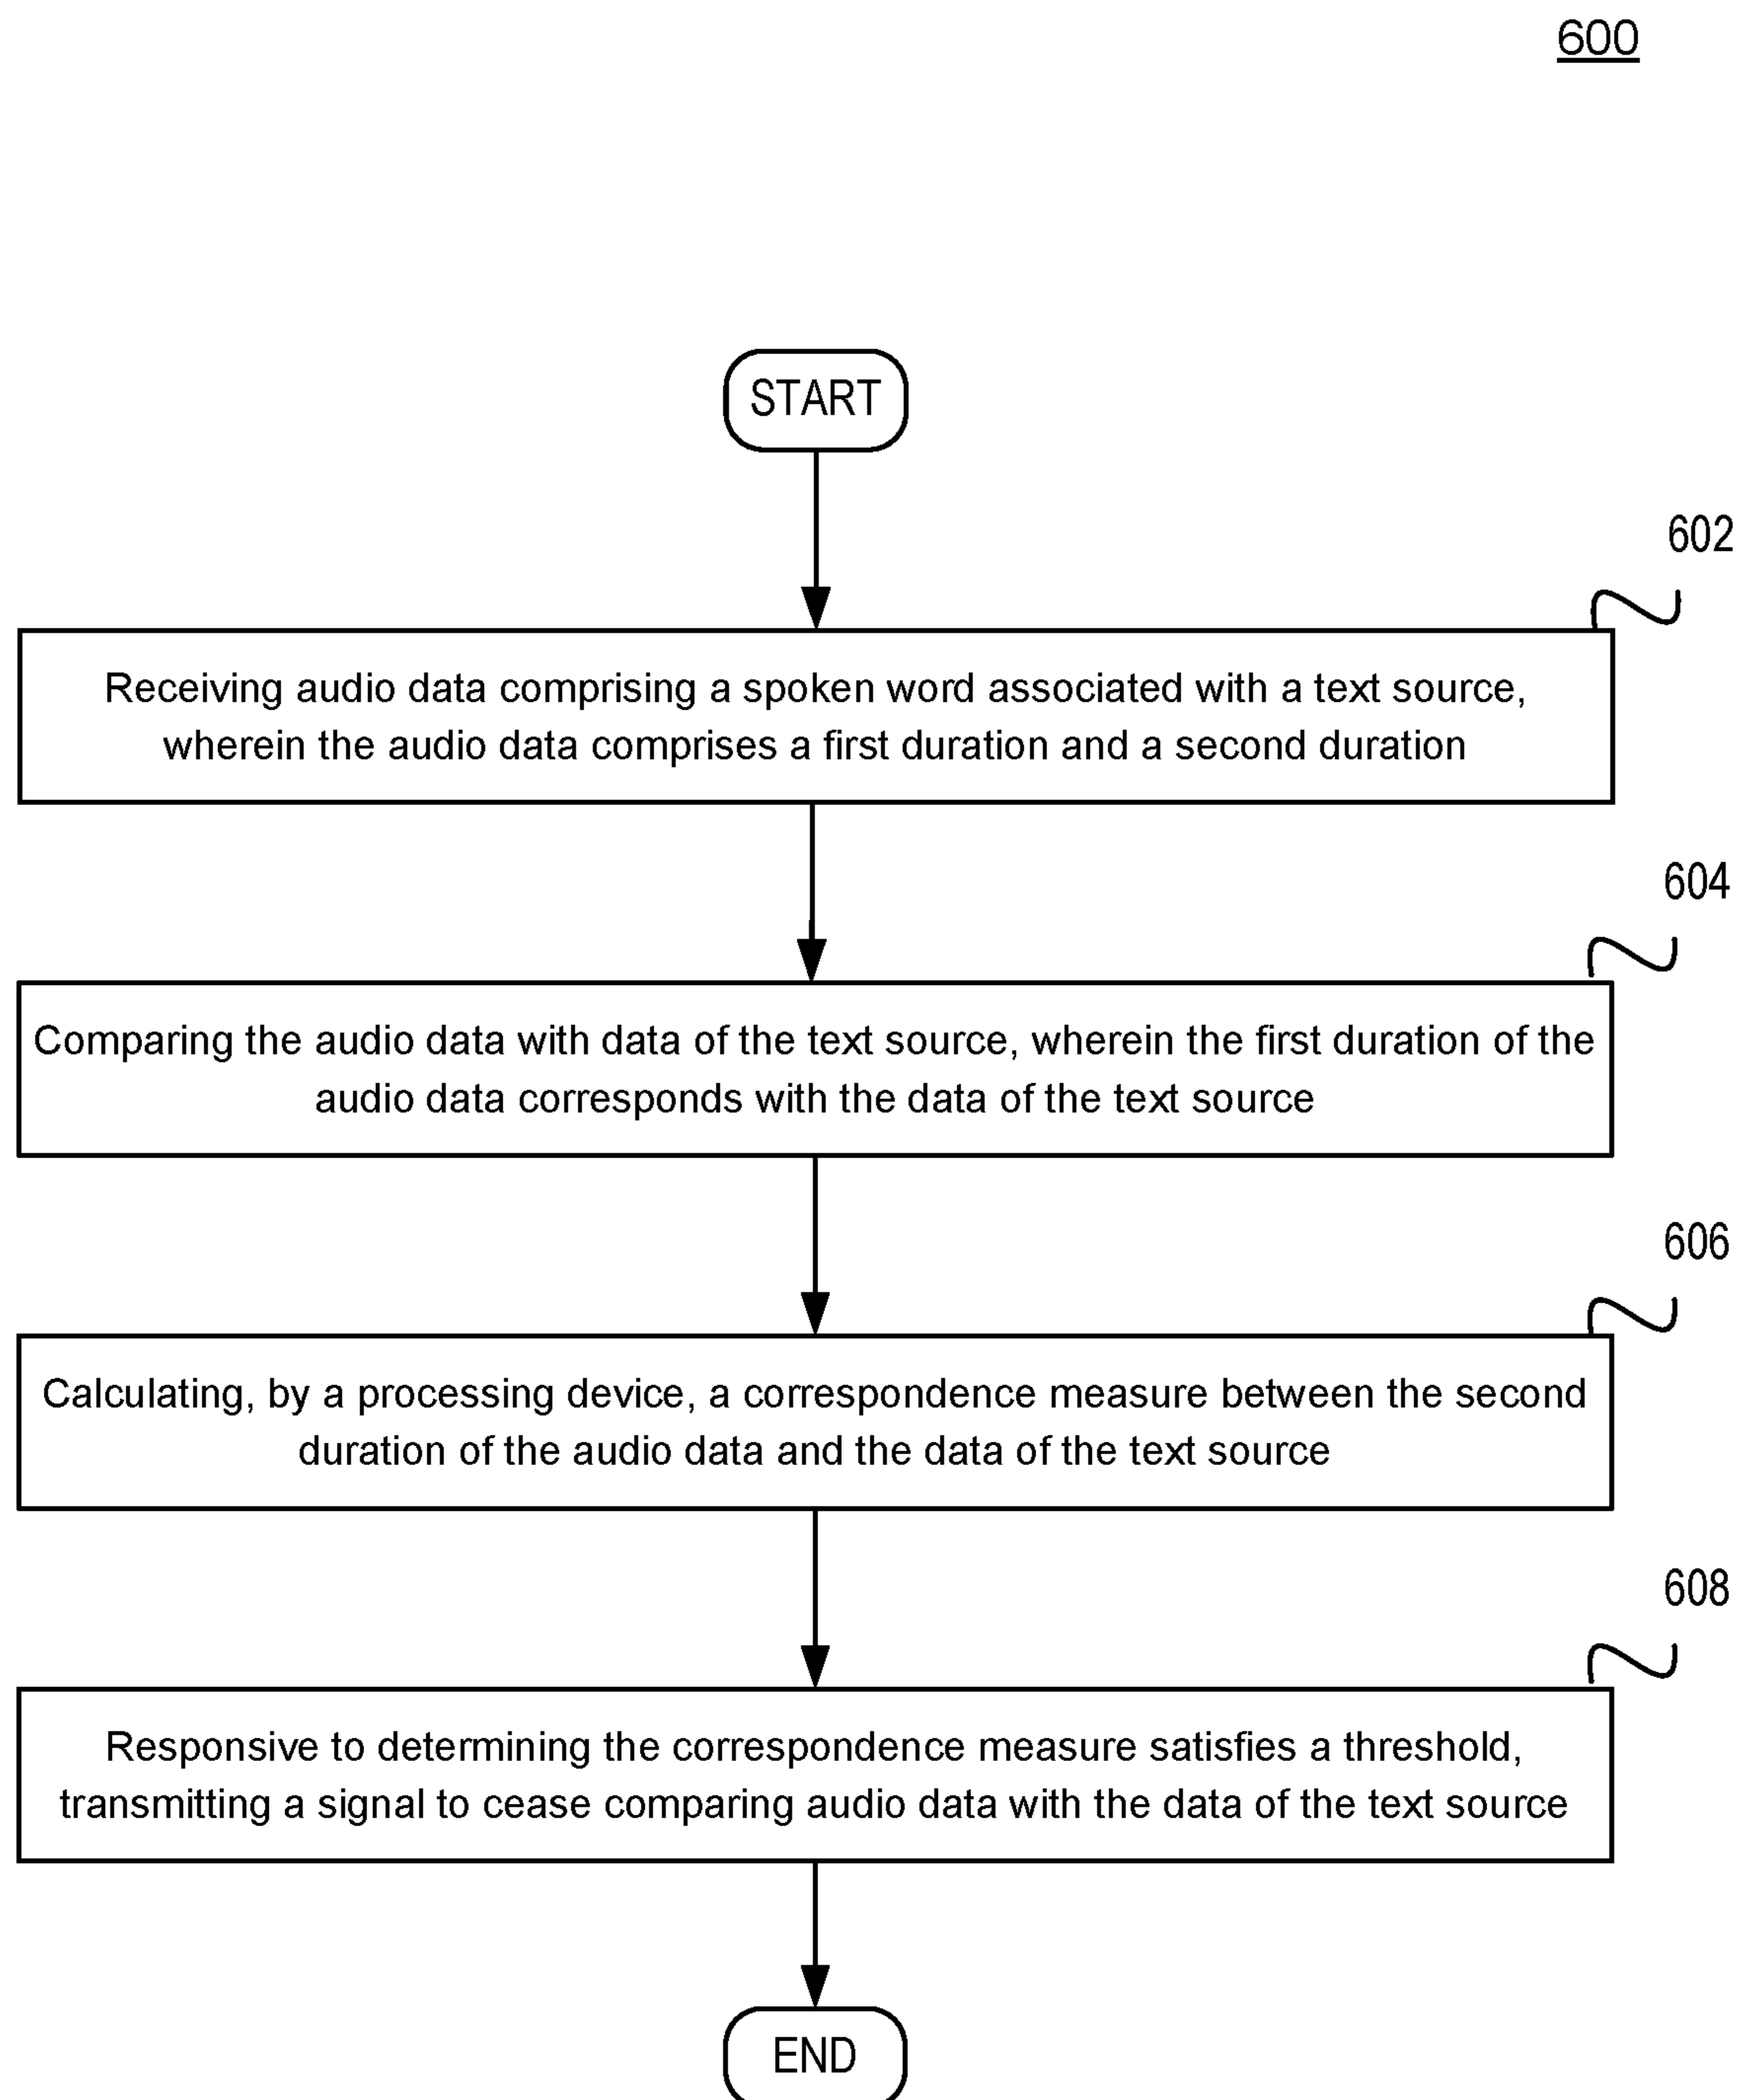 600
START
602
Receiving audio data comprising a spoken word associated with a text source,
wherein the audio data comprises a first duration and a second duration
604
Comparing the audio data with data of the text source, wherein the first duration of the
audio data corresponds with the data of the text source
606
Calculating, by a processing device, a correspondence measure between the second
duration of the audio data and the data of the text source
608
Responsive to determining the correspondence measure satisfies a threshold,
transmitting a signal to cease comparing audio data with the data of the text source
END